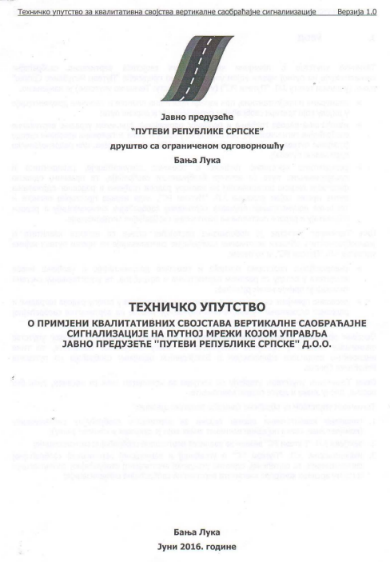 Техничко упутство за квалитативна својства вертикалне саобраћајне сигнализације Верзија 1.0
Јавно предузеће
"ПУТЕВИ РЕПУБЛИКЕ СРПСКЕ"
друштво са ограниченом одговорношћу
Бања Лука
ТЕХНИЧКО УПУТСТВО
О ПРИМЈЕНИ КВАЛИТАТИВНИХ СВОЈСТАВА ВЕРТИКАЛНЕ САОБРАЋАЈНЕ
СИГНАЛИЗАЦИЈЕ НА ПУТНОЈ МРЕЖИ КОЈОМ УПРАВЉА
ЈАВНО ПРЕДУЗЕЋЕ "ПУТЕВИ РЕПУБЛИКЕ СРПСКЕ" Д.О.О.
Бања Лука
Јуни 2016. године